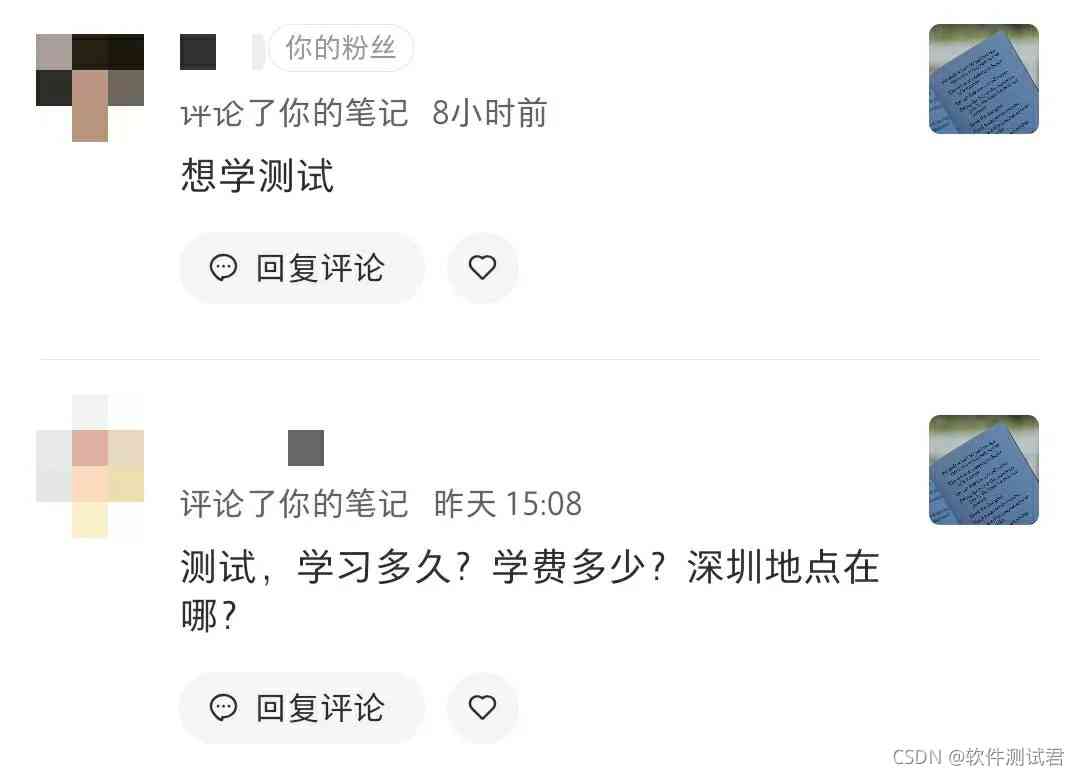 你的粉丝
评论了你的笔记 8小时前
想学测试
回复评论
评论了你的笔记 昨天 15:08
测试，学习多久？学费多少？深圳地点在
哪？
回复评论
CSDN @软件测试君